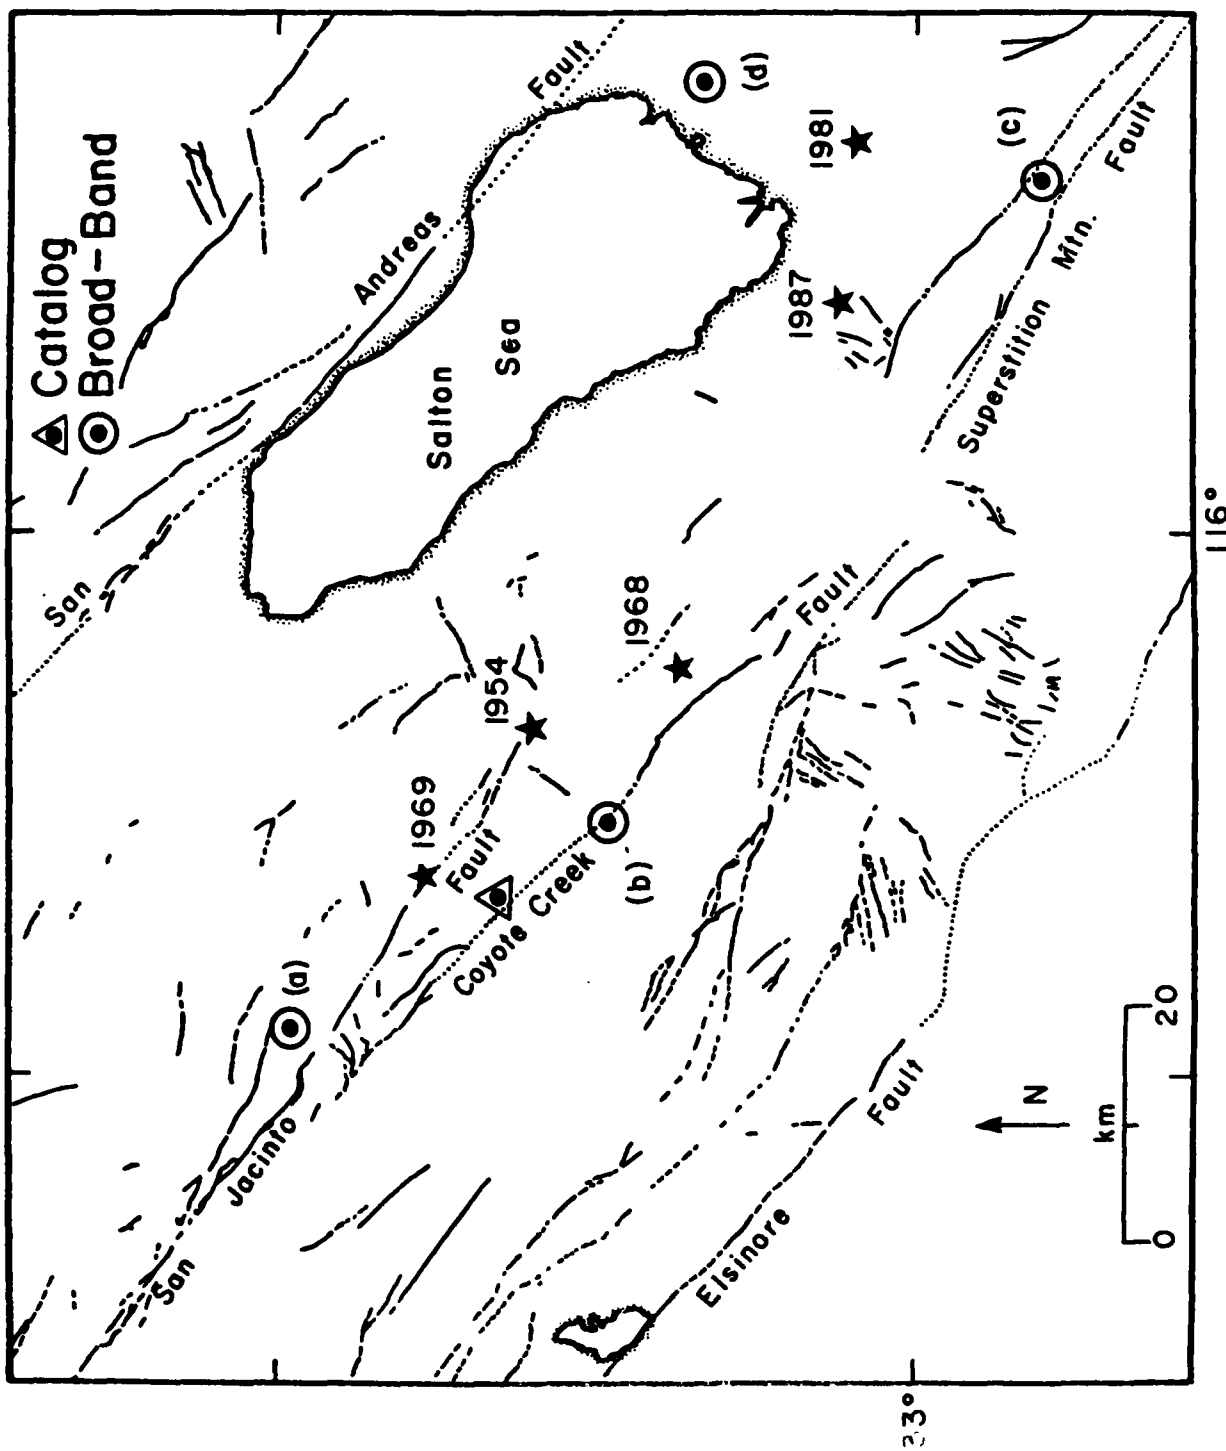 Catalog
Broad-Band
San
Andreas
Fault
Salton
Sea
(d)
1981
1987
(c)
Superstition
Mtn.
Fault
1968
1954
1969
Fault
Coyote Creek
Fault
(b)
(a)
San
Jacinto
Elsinore
Fault
N
km
0
20
116°